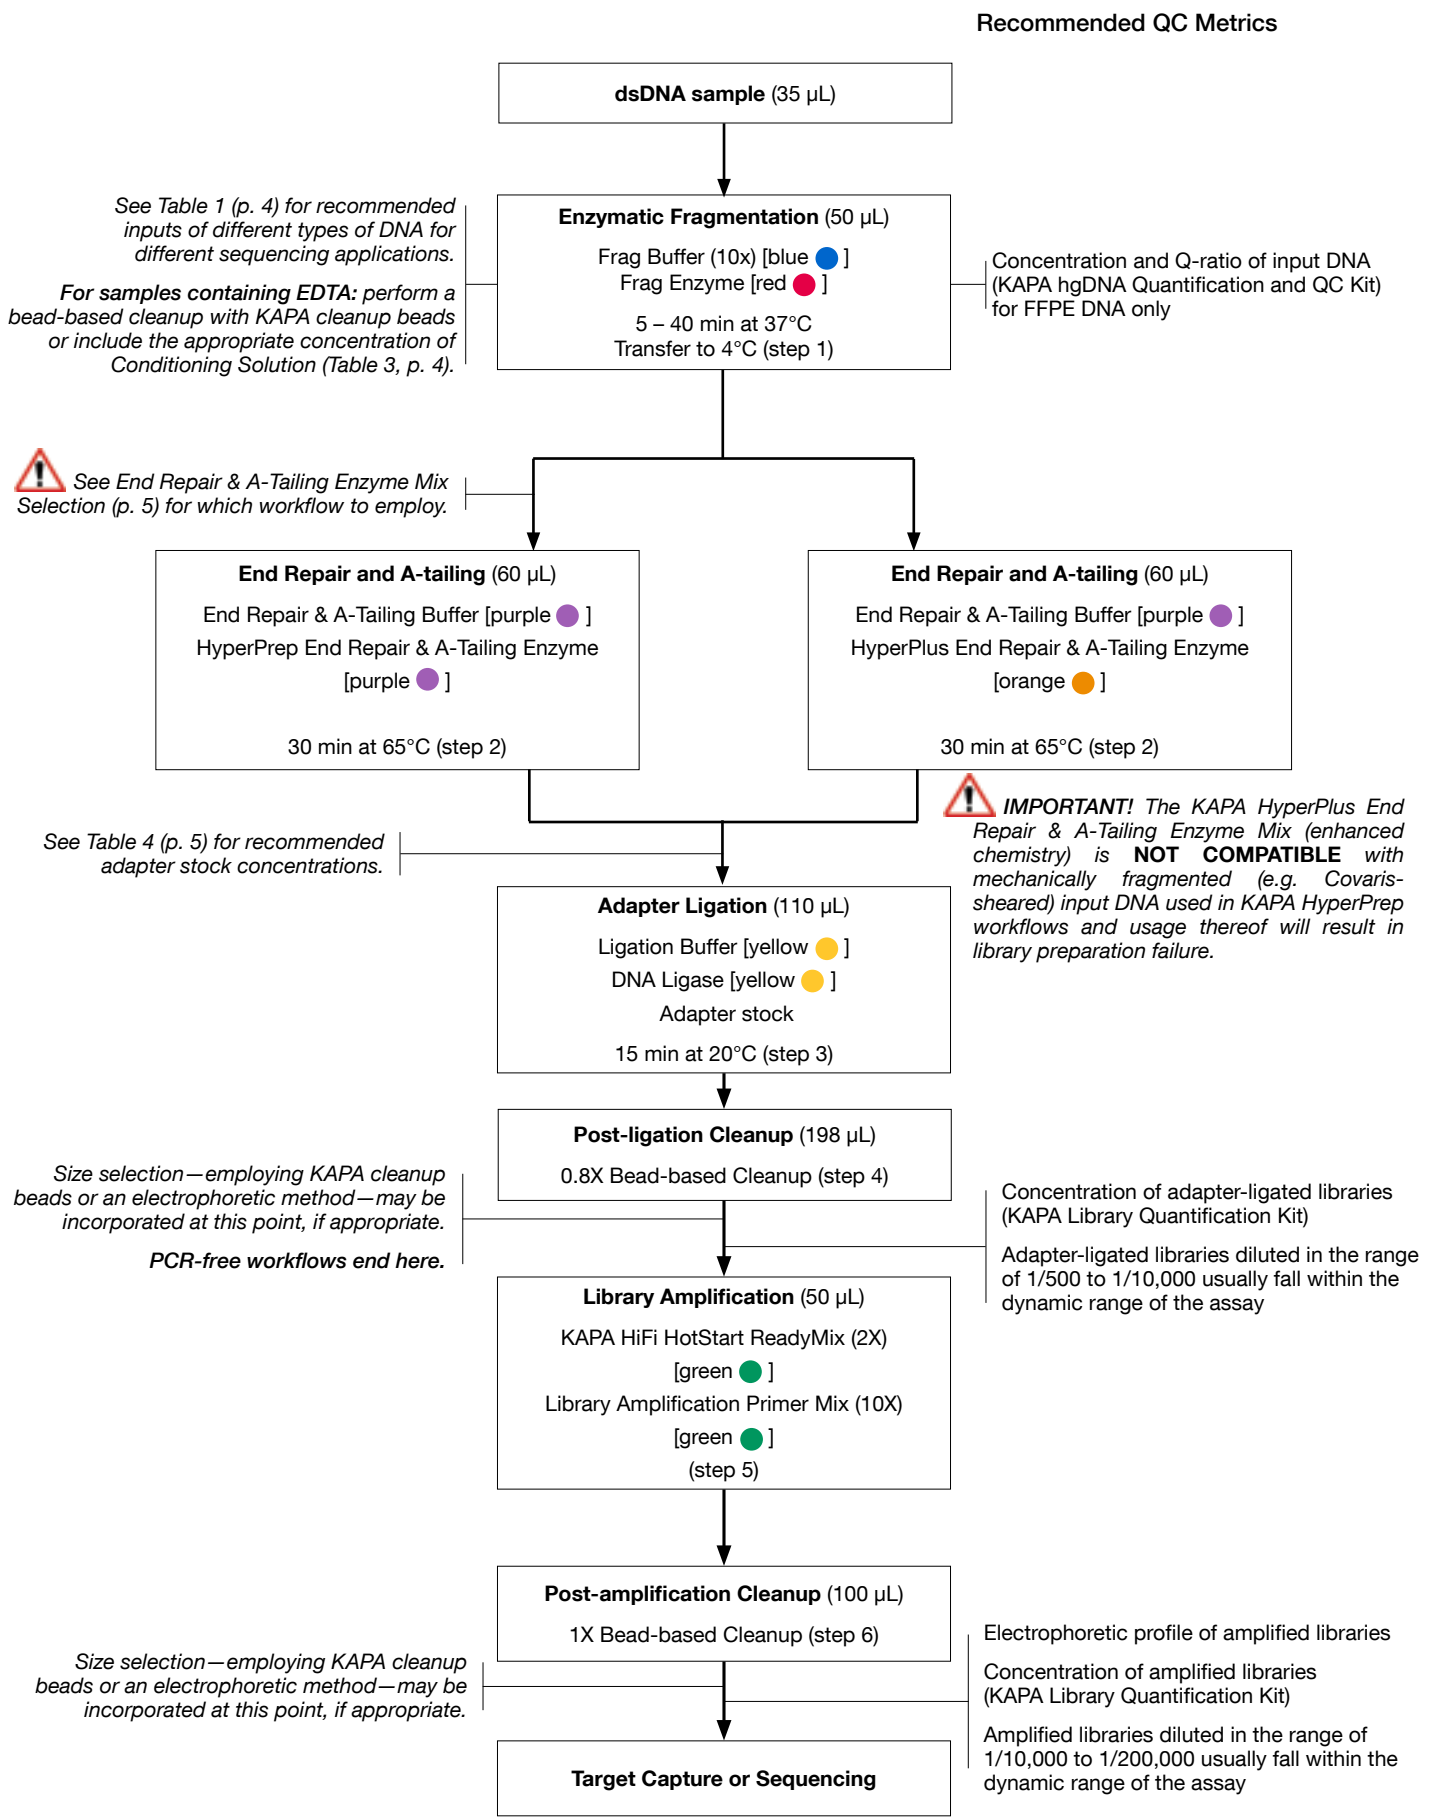 Recommended QC Metrics
dsDNA sample (35 µL)
See Table 1 (p. 4) for recommended
inputs of different types of DNA for
different sequencing applications.
For samples containing EDTA: perform a
bead-based cleanup with KAPA cleanup beads
or include the appropriate concentration of
Conditioning Solution (Table 3, p. 4).
Enzymatic Fragmentation (50 µL)
Frag Buffer (10x) [blue ]
Frag Enzyme [red ]
5 – 40 min at 37°C
Transfer to 4°C (step 1)
Concentration and Q-ratio of input DNA
(KAPA hgDNA Quantification and QC Kit)
for FFPE DNA only
See End Repair & A-Tailing Enzyme Mix
Selection (p. 5) for which workflow to employ.
End Repair and A-tailing (60 µL)
End Repair & A-Tailing Buffer [purple ]
HyperPrep End Repair & A-Tailing Enzyme
[purple ]
30 min at 65°C (step 2)
End Repair and A-tailing (60 µL)
End Repair & A-Tailing Buffer [purple ]
HyperPlus End Repair & A-Tailing Enzyme
[orange ]
30 min at 65°C (step 2)
IMPORTANT! The KAPA HyperPlus End
Repair & A-Tailing Enzyme Mix (enhanced
chemistry) is NOT COMPATIBLE with
mechanically fragmented (e.g. Covaris-
sheared) input DNA used in KAPA HyperPrep
workflows and usage thereof will result in
library preparation failure.
See Table 4 (p. 5) for recommended
adapter stock concentrations.
Adapter Ligation (110 µL)
Ligation Buffer [yellow ]
DNA Ligase [yellow ]
Adapter stock
15 min at 20°C (step 3)
Post-ligation Cleanup (198 µL)
0.8X Bead-based Cleanup (step 4)
Size selection—employing KAPA cleanup
beads or an electrophoretic method—may be
incorporated at this point, if appropriate.
PCR-free workflows end here.
Concentration of adapter-ligated libraries
(KAPA Library Quantification Kit)
Adapter-ligated libraries diluted in the range
of 1/500 to 1/10,000 usually fall within the
dynamic range of the assay
Library Amplification (50 µL)
KAPA HiFi HotStart ReadyMix (2X)
[green ]
Library Amplification Primer Mix (10X)
[green ]
(step 5)
Post-amplification Cleanup (100 µL)
1X Bead-based Cleanup (step 6)
Size selection—employing KAPA cleanup
beads or an electrophoretic method—may be
incorporated at this point, if appropriate.
Electrophoretic profile of amplified libraries
Concentration of amplified libraries
(KAPA Library Quantification Kit)
Amplified libraries diluted in the range of
1/10,000 to 1/200,000 usually fall within the
dynamic range of the assay
Target Capture or Sequencing